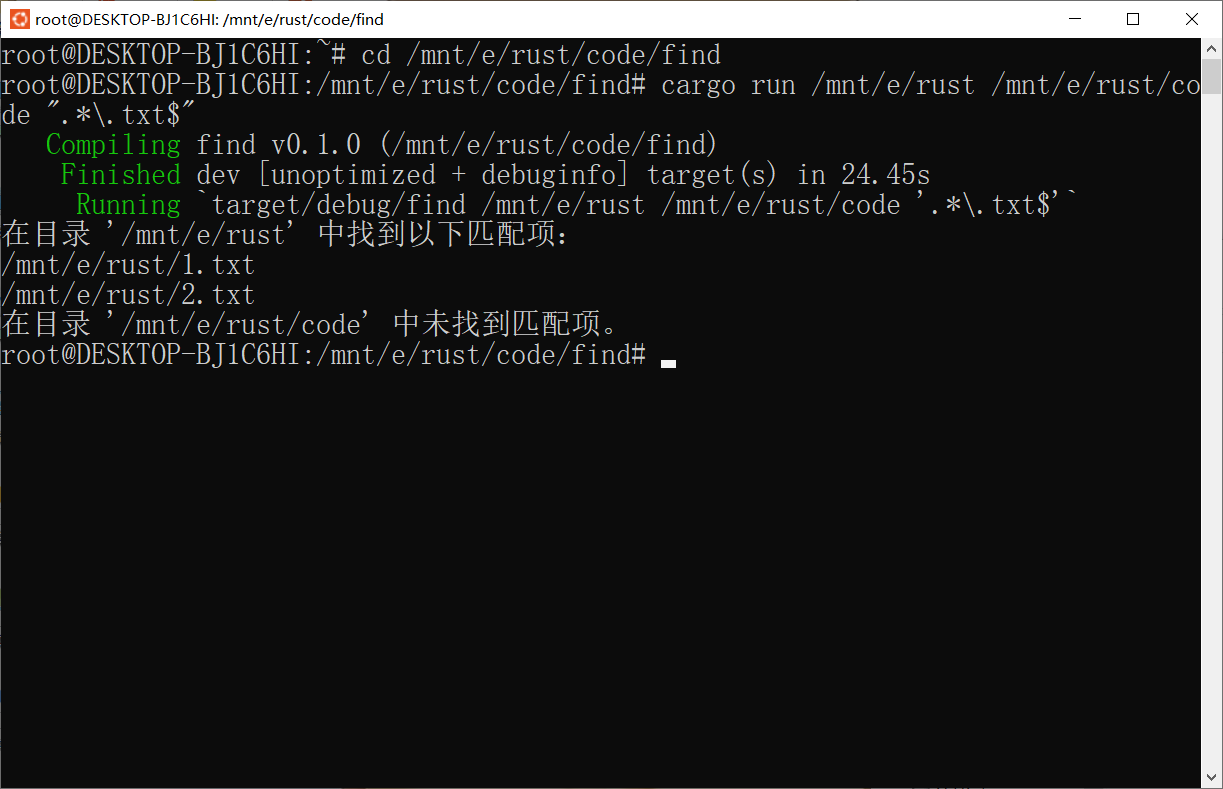 root@DESKTOP-BJ1C6HI: /mnt/e/rust/code/find
root@DESKTOP-BJ1C6HI:~# cd /mnt/e/rust/code/find
root@DESKTOP-BJ1C6HI:/mnt/e/rust/code/find# cargo run /mnt/e/rust /mnt/e/rust/co
de ".*\.txt$"
   Compiling find v0.1.0 (/mnt/e/rust/code/find)
    Finished dev [unoptimized + debuginfo] target(s) in 24.45s
     Running `target/debug/find /mnt/e/rust /mnt/e/rust/code '.*\.txt$'`
在目录 '/mnt/e/rust' 中找到以下匹配项：
/mnt/e/rust/1.txt
/mnt/e/rust/2.txt
在目录 '/mnt/e/rust/code' 中未找到匹配项。
root@DESKTOP-BJ1C6HI:/mnt/e/rust/code/find#